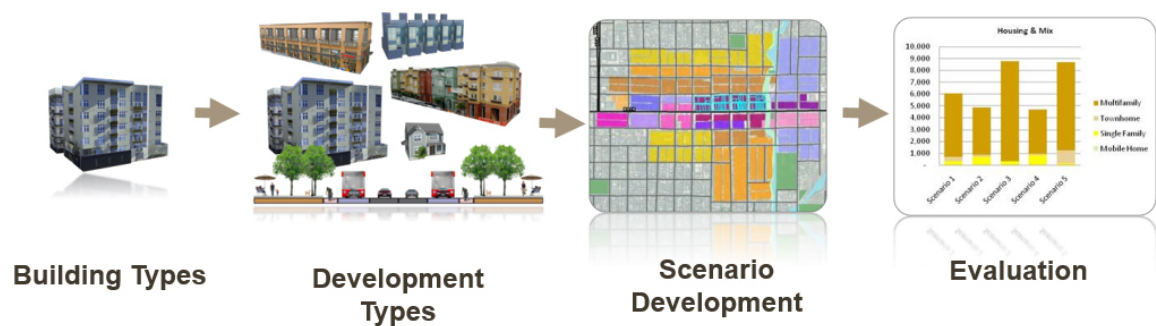 Housing & Mix
10,000
9,000
8,000
7,000
6,000
5,000
4,000
3,000
2,000
1,000
-
Multifamily
Townhome
Single Family
Mobile Home
Scenario 1
Scenario 2
Scenario 3
Scenario 4
Scenario 5
Building Types
Development
Types
Scenario
Development
Evaluation